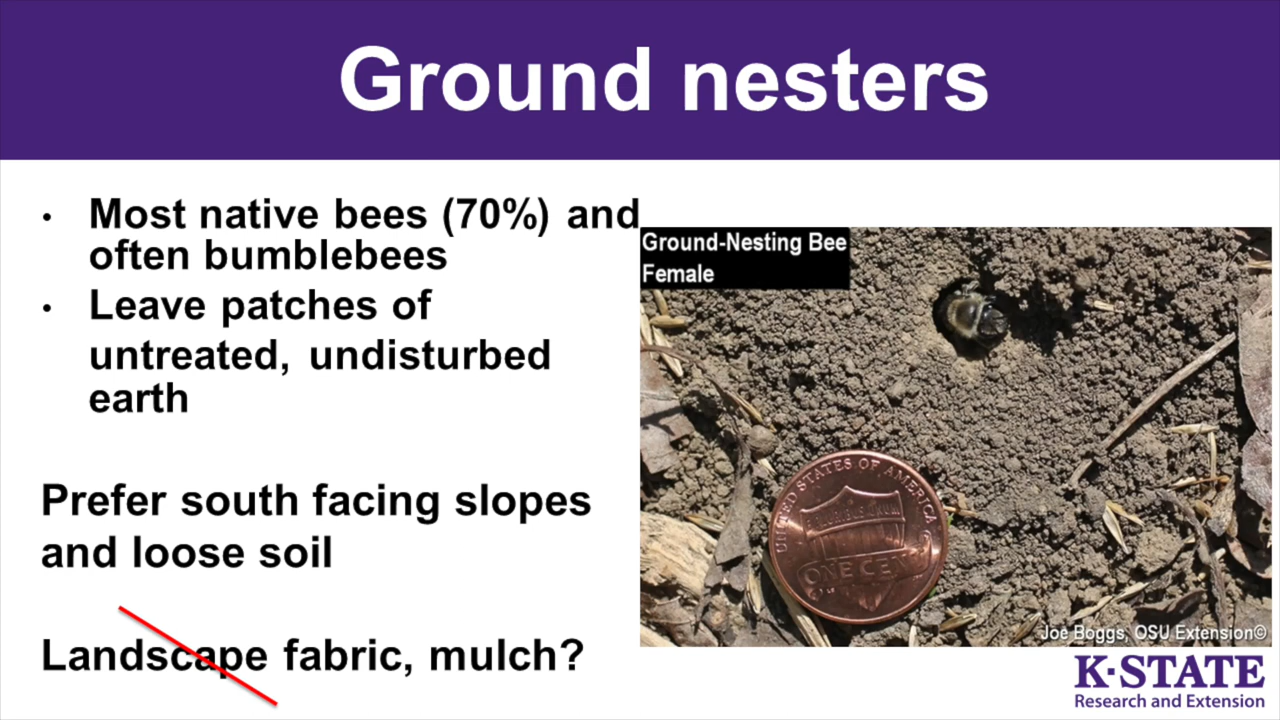 Ground nesters
• Most native bees (70%) and
often bumblebees
• Leave patches of
untreated, undisturbed
earth
Prefer south facing slopes
and loose soil
Landscape fabric, mulch?
Ground-Nesting Bee
Female
UNITED STATES OF AMERICA
E PLURIBUS UNUM
ONE CENT
Joe Boggs, OSU Extension©
K-STATE
Research and Extension